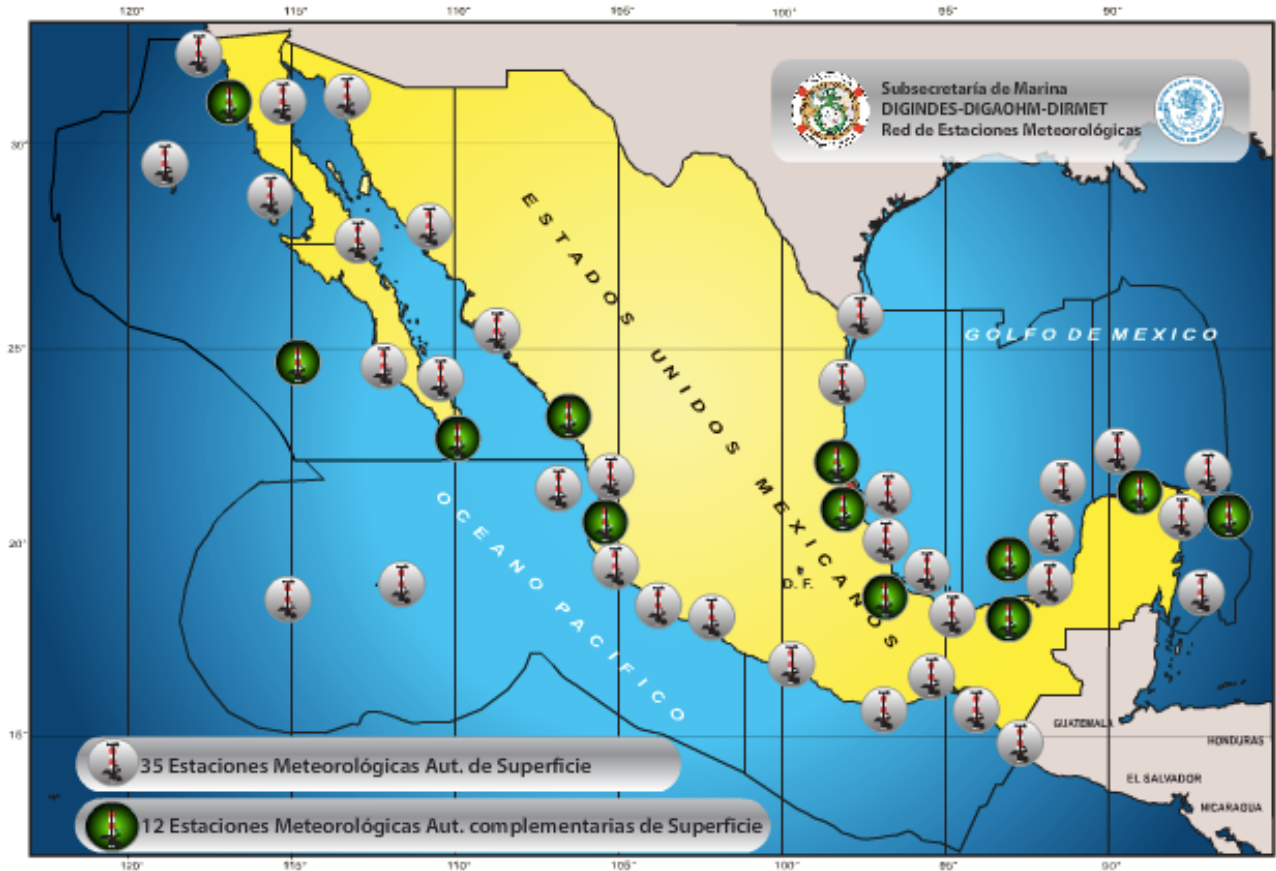 120° 115° 110° 105° 100° 95° 90°
Subsecretaría de Marina
DIGINDES-DIGAOHM-DIRMET
Red de Estaciones Meteorológicas
30°
25°
20°
15°
ESTADOS UNIDOS MEXICANOS
GOLFO DE MEXICO
OCEANO PACIFICO
D. F.
GUATEMALA
HONDURAS
EL SALVADOR
NICARAGUA
35 Estaciones Meteorológicas Aut. de Superficie
12 Estaciones Meteorológicas Aut. complementarias de Superficie
120° 115° 110° 105° 100° 95° 90°